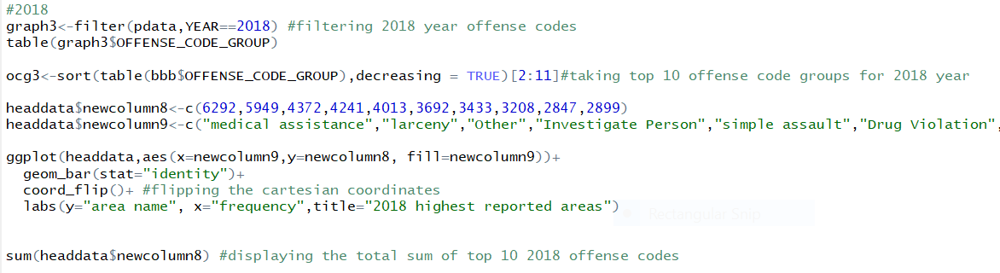 #2018
graph3<-filter(pdata,YEAR==2018) #filtering 2018 year offense codes
table(graph3$OFFENSE_CODE_GROUP)
ocg3<-sort(table(bbb$OFFENSE_CODE_GROUP),decreasing = TRUE)[2:11]#taking top 10 offense code groups for 2018 year
headdata$newcolumn8<-c(6292,5949,4372,4241,4013,3692,3433,3208,2847,2899)
headdata$newcolumn9<-c("medical assistance","larceny","Other","Investigate Person","simple assault","Drug Violation",
ggplot(headdata,aes(x=newcolumn9,y=newcolumn8, fill=newcolumn9))+
  geom_bar(stat="identity")+
  coord_flip()+ #flipping the cartesian coordinates
  labs(y="area name", x="frequency",title="2018 highest reported areas")
Rectangular Snip
sum(headdata$newcolumn8) #displaying the total sum of top 10 2018 offense codes